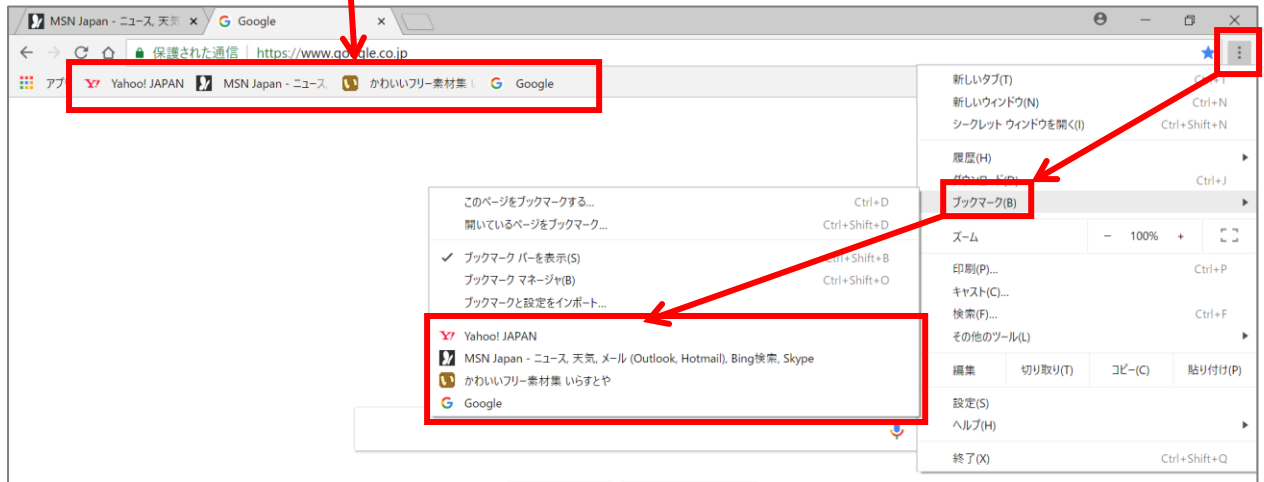 MSN Japan - ニュース, 天気
Google
保護された通信
https://www.google.co.jp
アプ
Yahoo! JAPAN
MSN Japan - ニュース,
かわいいフリー素材集
Google
新しいタブ(T)
新しいウィンドウ(N) Ctrl+N
シークレット ウィンドウを開く(I) Ctrl+Shift+N
履歴(H)
ダウンロード(D) Ctrl+J
ブックマーク(B)
ズーム - 100% +
印刷(P)... Ctrl+P
キャスト(C)...
検索(F)... Ctrl+F
その他のツール(L)
編集 切り取り(T) コピー(C) 貼り付け(P)
設定(S)
ヘルプ(H)
終了(X) Ctrl+Shift+Q
このページをブックマークする... Ctrl+D
開いているページをブックマーク... Ctrl+Shift+D
ブックマーク バーを表示(S) Ctrl+Shift+B
ブックマーク マネージャ(B) Ctrl+Shift+O
ブックマークと設定をインポート...
Yahoo! JAPAN
MSN Japan - ニュース, 天気, メール (Outlook, Hotmail), Bing検索, Skype
かわいいフリー素材集 いらすとや
Google